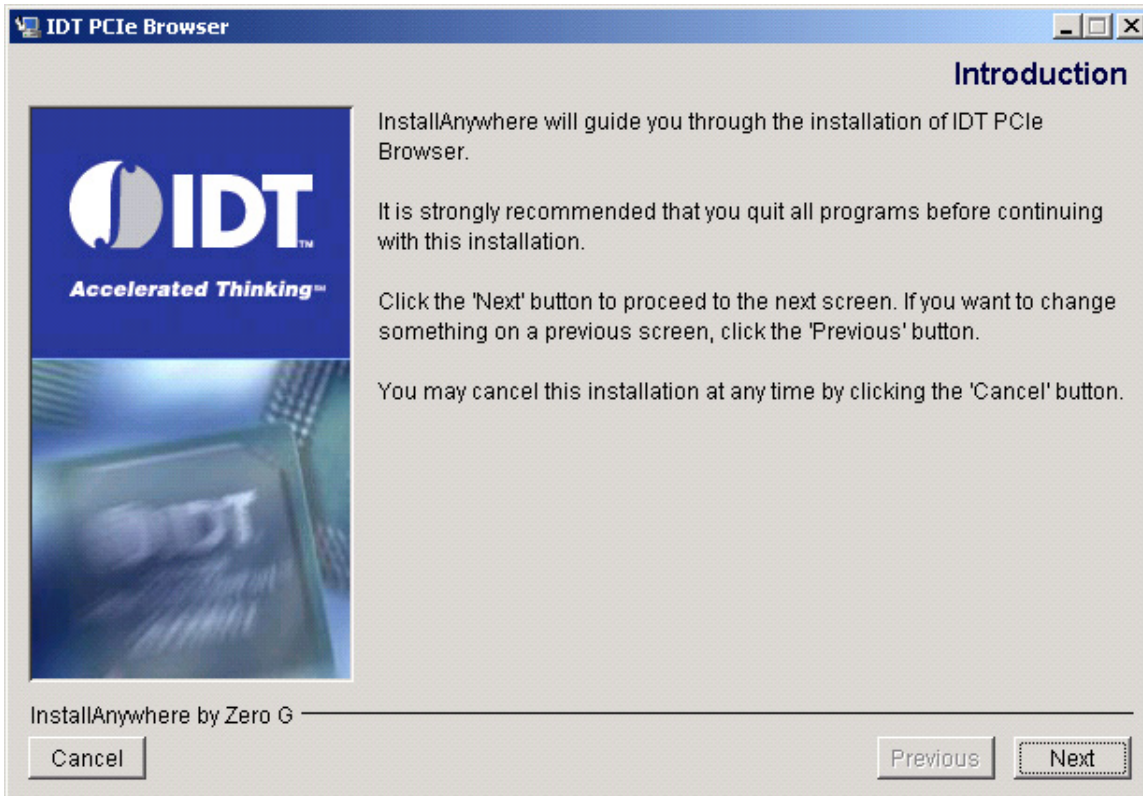 IDT PCIe Browser
Introduction
InstallAnywhere will guide you through the installation of IDT PCIe
Browser.
It is strongly recommended that you quit all programs before continuing
with this installation.
Click the 'Next' button to proceed to the next screen. If you want to change
something on a previous screen, click the 'Previous' button.
You may cancel this installation at any time by clicking the 'Cancel' button.
IDT™
Accelerated Thinking℠
IDT
InstallAnywhere by Zero G
Cancel
Previous
Next